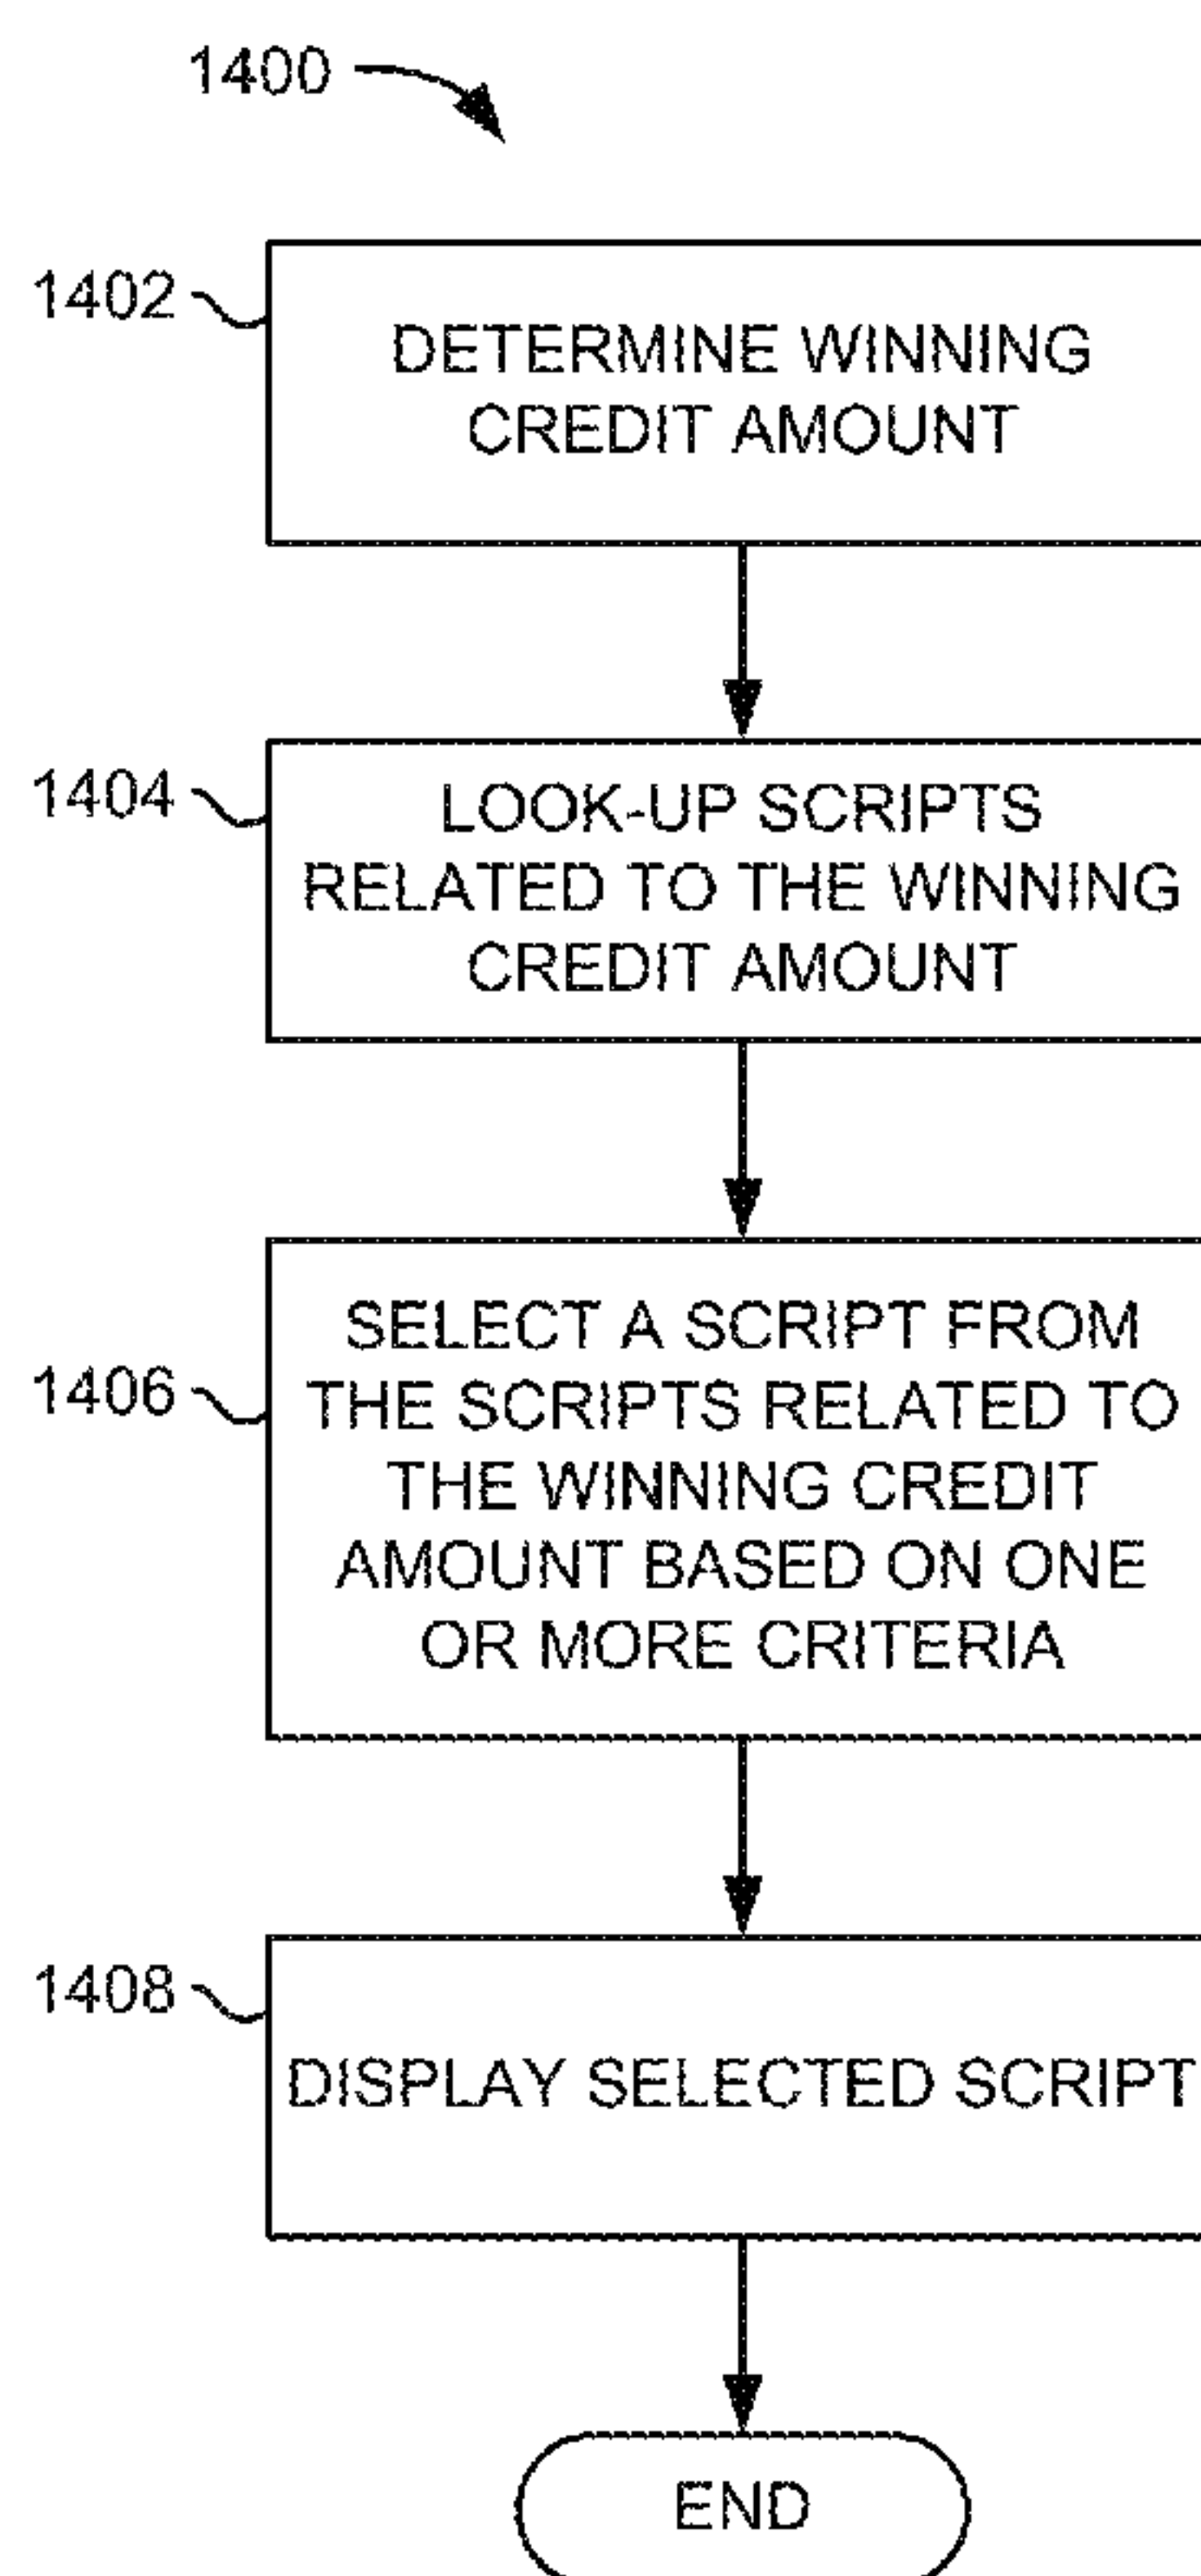 1400
1402
DETERMINE WINNING
CREDIT AMOUNT
1404
LOOK-UP SCRIPTS
RELATED TO THE WINNING
CREDIT AMOUNT
1406
SELECT A SCRIPT FROM
THE SCRIPTS RELATED TO
THE WINNING CREDIT
AMOUNT BASED ON ONE
OR MORE CRITERIA
1408
DISPLAY SELECTED SCRIPT
END